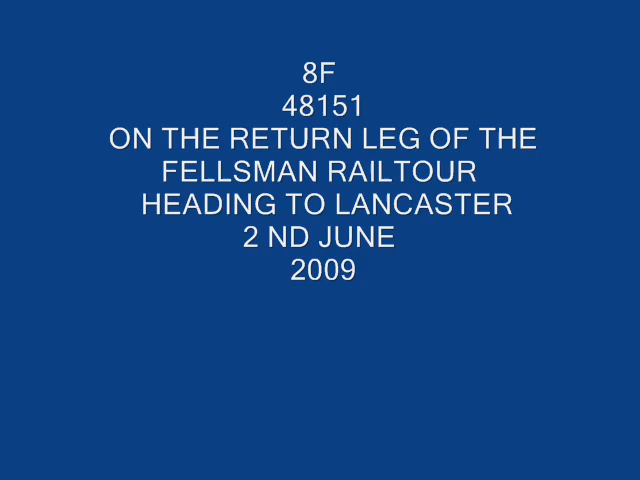 8F
48151
ON THE RETURN LEG OF THE
FELLSMAN RAILTOUR
HEADING TO LANCASTER
2 ND JUNE
2009